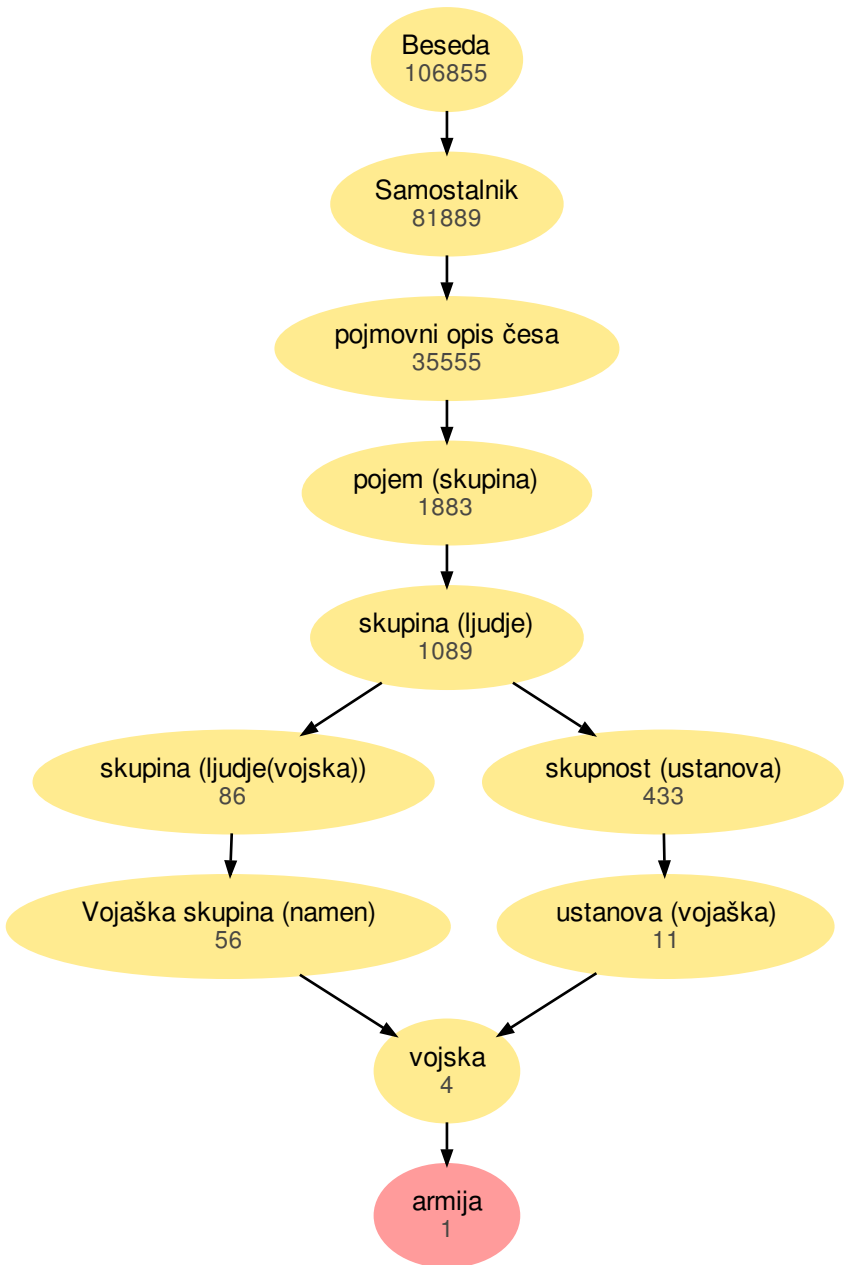 Beseda
106855
Samostalnik
81889
pojmovni opis česa
35555
pojem (skupina)
1883
skupina (ljudje)
1089
skupina (ljudje(vojska))
86
skupnost (ustanova)
433
Vojaška skupina (namen)
56
ustanova (vojaška)
11
vojska
4
armija
1